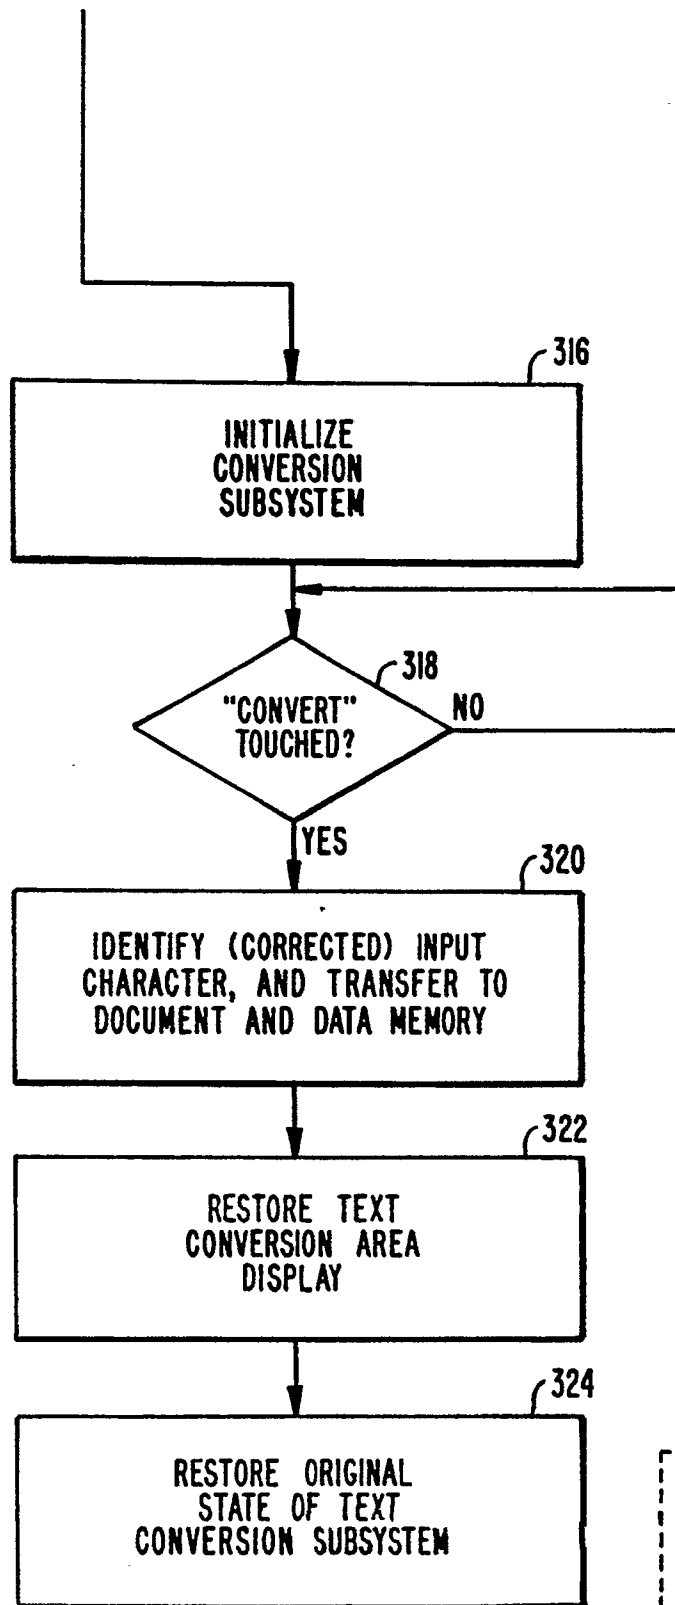 316
INITIALIZE
CONVERSION
SUBSYSTEM
318
"CONVERT"
TOUCHED?
NO
YES
320
IDENTIFY (CORRECTED) INPUT
CHARACTER, AND TRANSFER TO
DOCUMENT AND DATA MEMORY
322
RESTORE TEXT
CONVERSION AREA
DISPLAY
324
RESTORE ORIGINAL
STATE OF TEXT
CONVERSION SUBSYSTEM